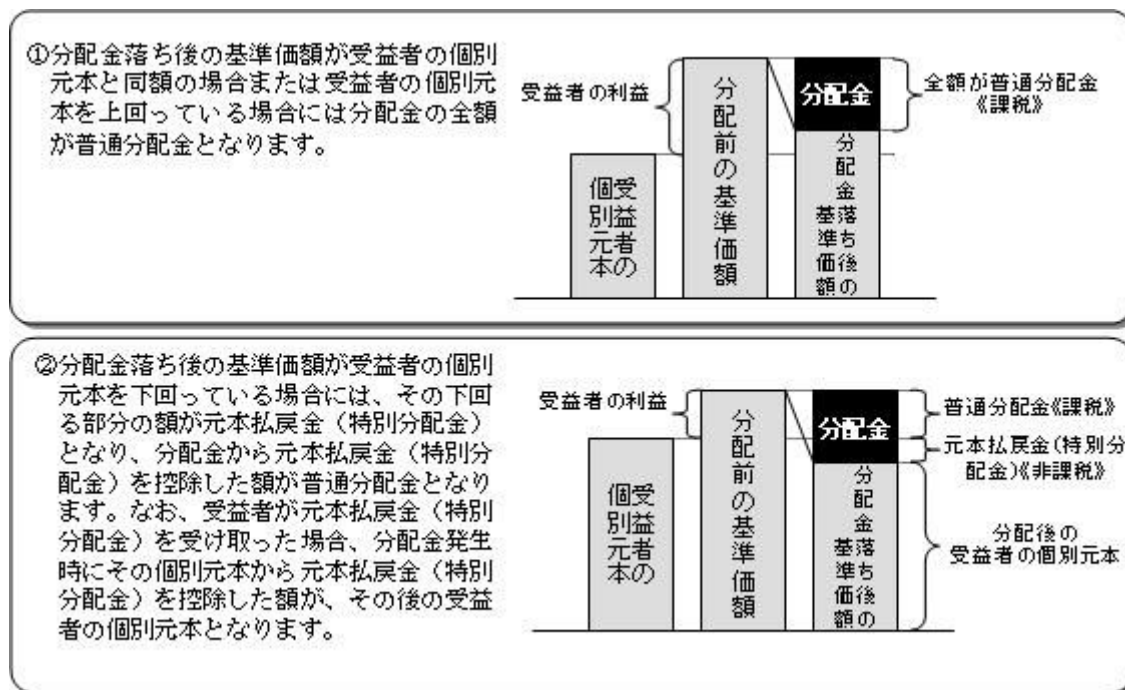 ①分配金落ち後の基準価額が受益者の個別
元本と同額の場合または受益者の個別元
本を上回っている場合には分配金の全額
が普通分配金となります。
受益者の利益
受益者の
個別元本
分配前の基準価額
分配金
分配金落ち後の
基準価額
全額が普通分配金
《課税》
②分配金落ち後の基準価額が受益者の個別
元本を下回っている場合には、その下回
る部分の額が元本払戻金（特別分配金）
となり、分配金から元本払戻金（特別分
配金）を控除した額が普通分配金となり
ます。なお、受益者が元本払戻金（特別
分配金）を受け取った場合、分配金発生
時にその個別元本から元本払戻金（特別
分配金）を控除した額が、その後の受益
者の個別元本となります。
受益者の利益
受益者の
個別元本
分配前の基準価額
分配金
分配金落ち後の
基準価額
普通分配金《課税》
元本払戻金(特別分
配金)《非課税》
分配後の
受益者の個別元本